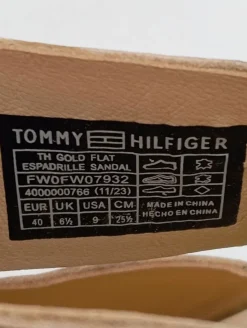 TOMMY HILFIGER
TH GOLD FLAT
ESPADRILLE SANDAL
FW0FW07932
4000000766 (11/23)
EUR UK USA CM
40 6½ 9 25½
MADE IN CHINA
HECHO EN CHINA